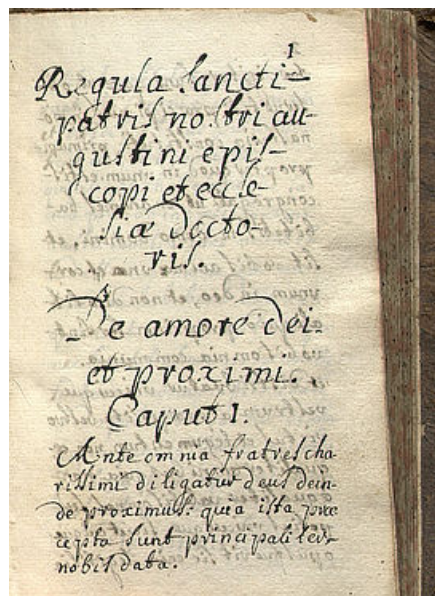 1
Regula sancti
patris nostri au-
gustini epis-
copi et eccle-
siæ Docto-
ris.
De amore Dei
et proximi.
Caput 1.
Ante omnia fratres cha
rissimi diligatur deus dein-
de proximus: quia ista præ
cepta sunt principaliter
nobis data.